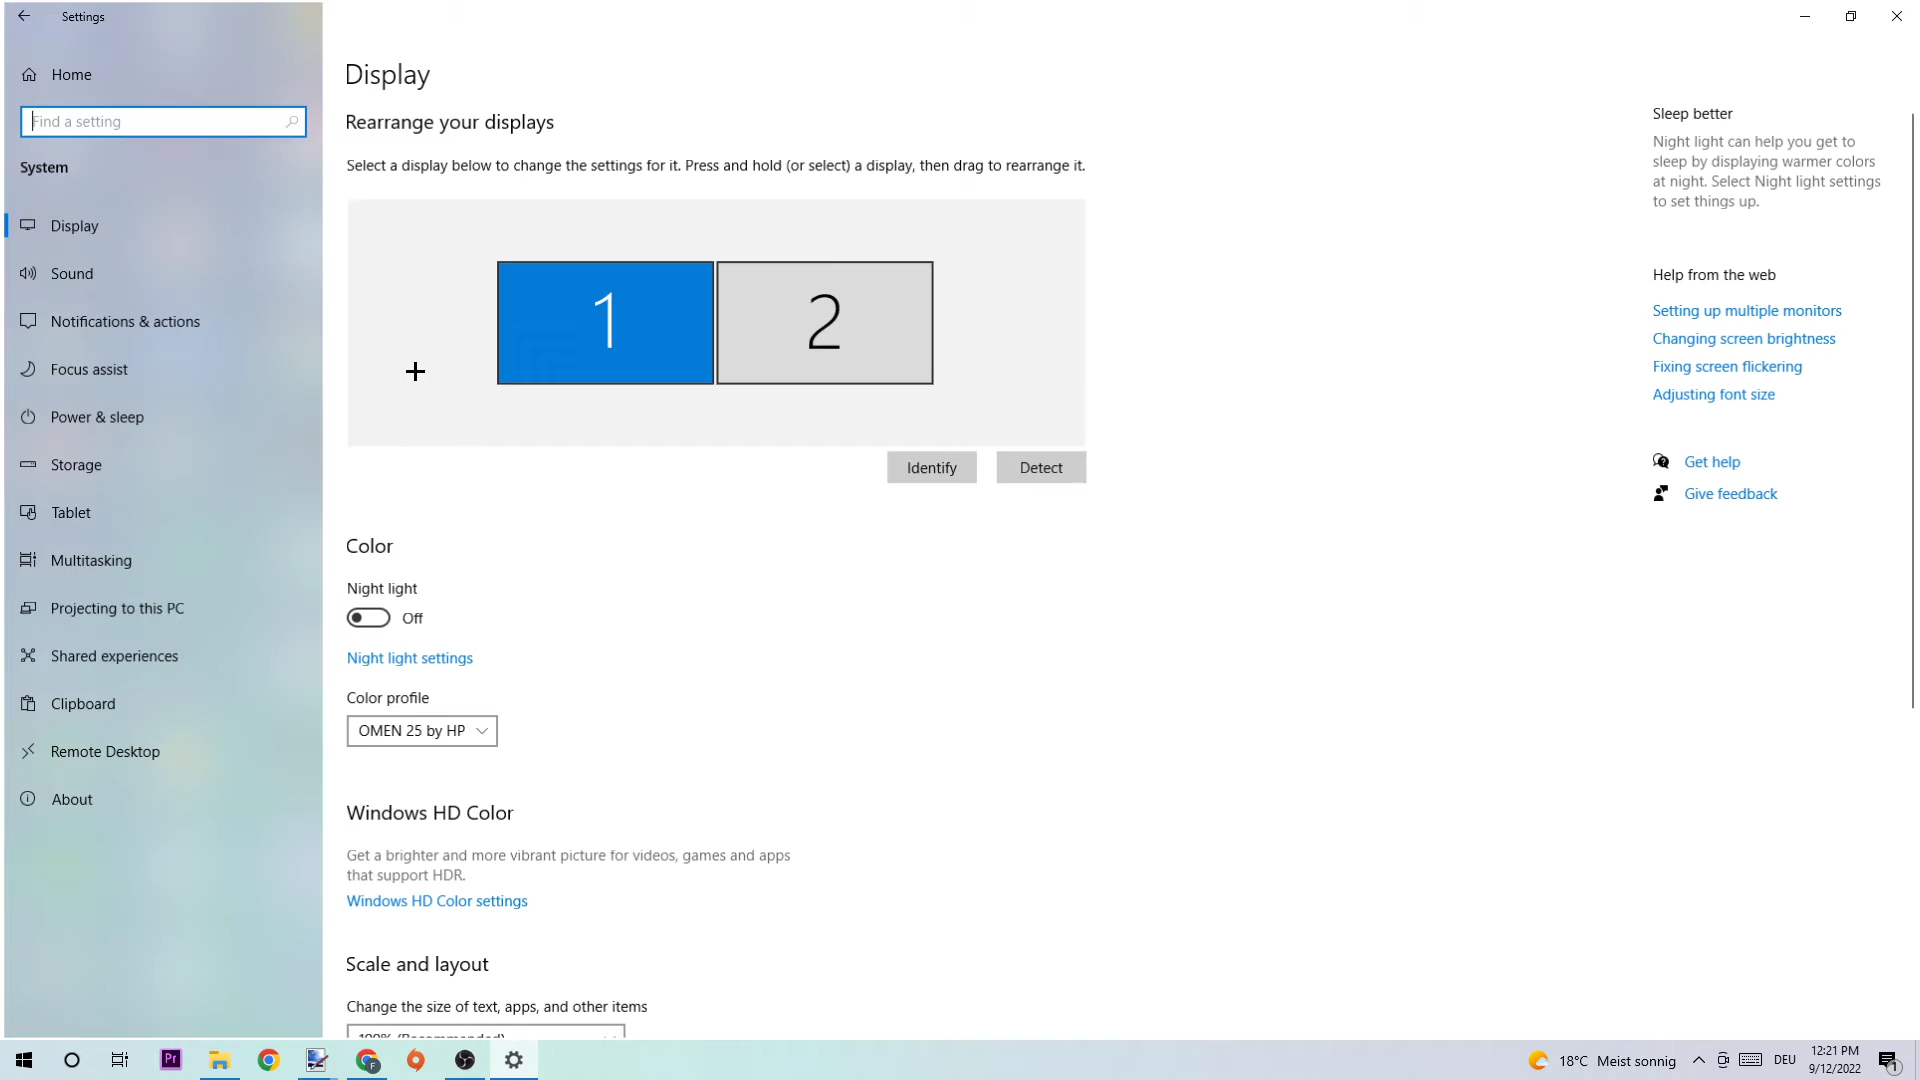 Settings
Home
Find a setting
System
Display
Sound
Notifications & actions
Focus assist
Power & sleep
Storage
Tablet
Multitasking
Projecting to this PC
Shared experiences
Clipboard
Remote Desktop
About
Display
Rearrange your displays
Select a display below to change the settings for it. Press and hold (or select) a display, then drag to rearrange it.
1
2
Identify
Detect
Color
Night light
Off
Night light settings
Color profile
OMEN 25 by HP
Windows HD Color
Get a brighter and more vibrant picture for videos, games and apps
that support HDR.
Windows HD Color settings
Scale and layout
Change the size of text, apps, and other items
100% (Recommended)
Sleep better
Night light can help you get to
sleep by displaying warmer colors
at night. Select Night light settings
to set things up.
Help from the web
Setting up multiple monitors
Changing screen brightness
Fixing screen flickering
Adjusting font size
Get help
Give feedback
Pr
F
18°C Meist sonnig
DEU
12:21 PM
9/12/2022
1